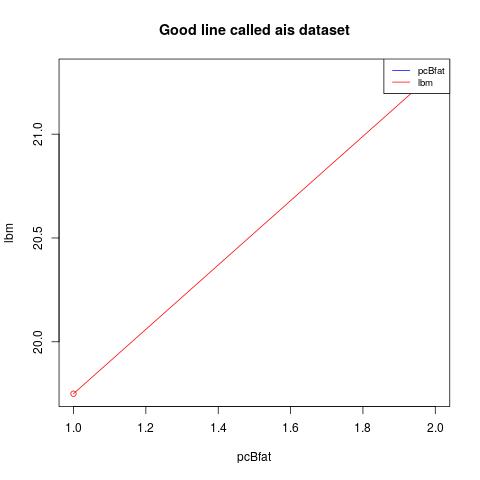 Good line called ais dataset
pcBfat
lbm
21.0
20.5
20.0
lbm
1.0 1.2 1.4 1.6 1.8 2.0
pcBfat